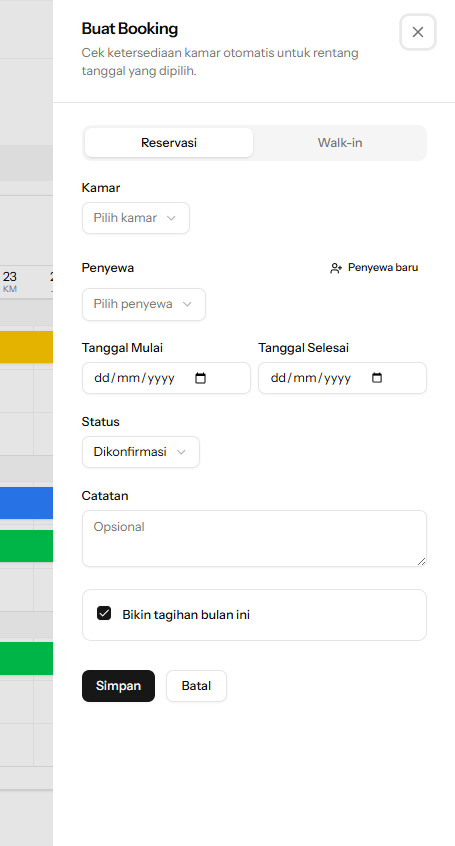 Buat Booking
Cek ketersediaan kamar otomatis untuk rentang
tanggal yang dipilih.
Reservasi
Walk-in
Kamar
Pilih kamar
Penyewa
Penyewa baru
Pilih penyewa
Tanggal Mulai
Tanggal Selesai
dd/mm/yyyy
dd/mm/yyyy
Status
Dikonfirmasi
Catatan
Opsional
Bikin tagihan bulan ini
Simpan
Batal
23
KM